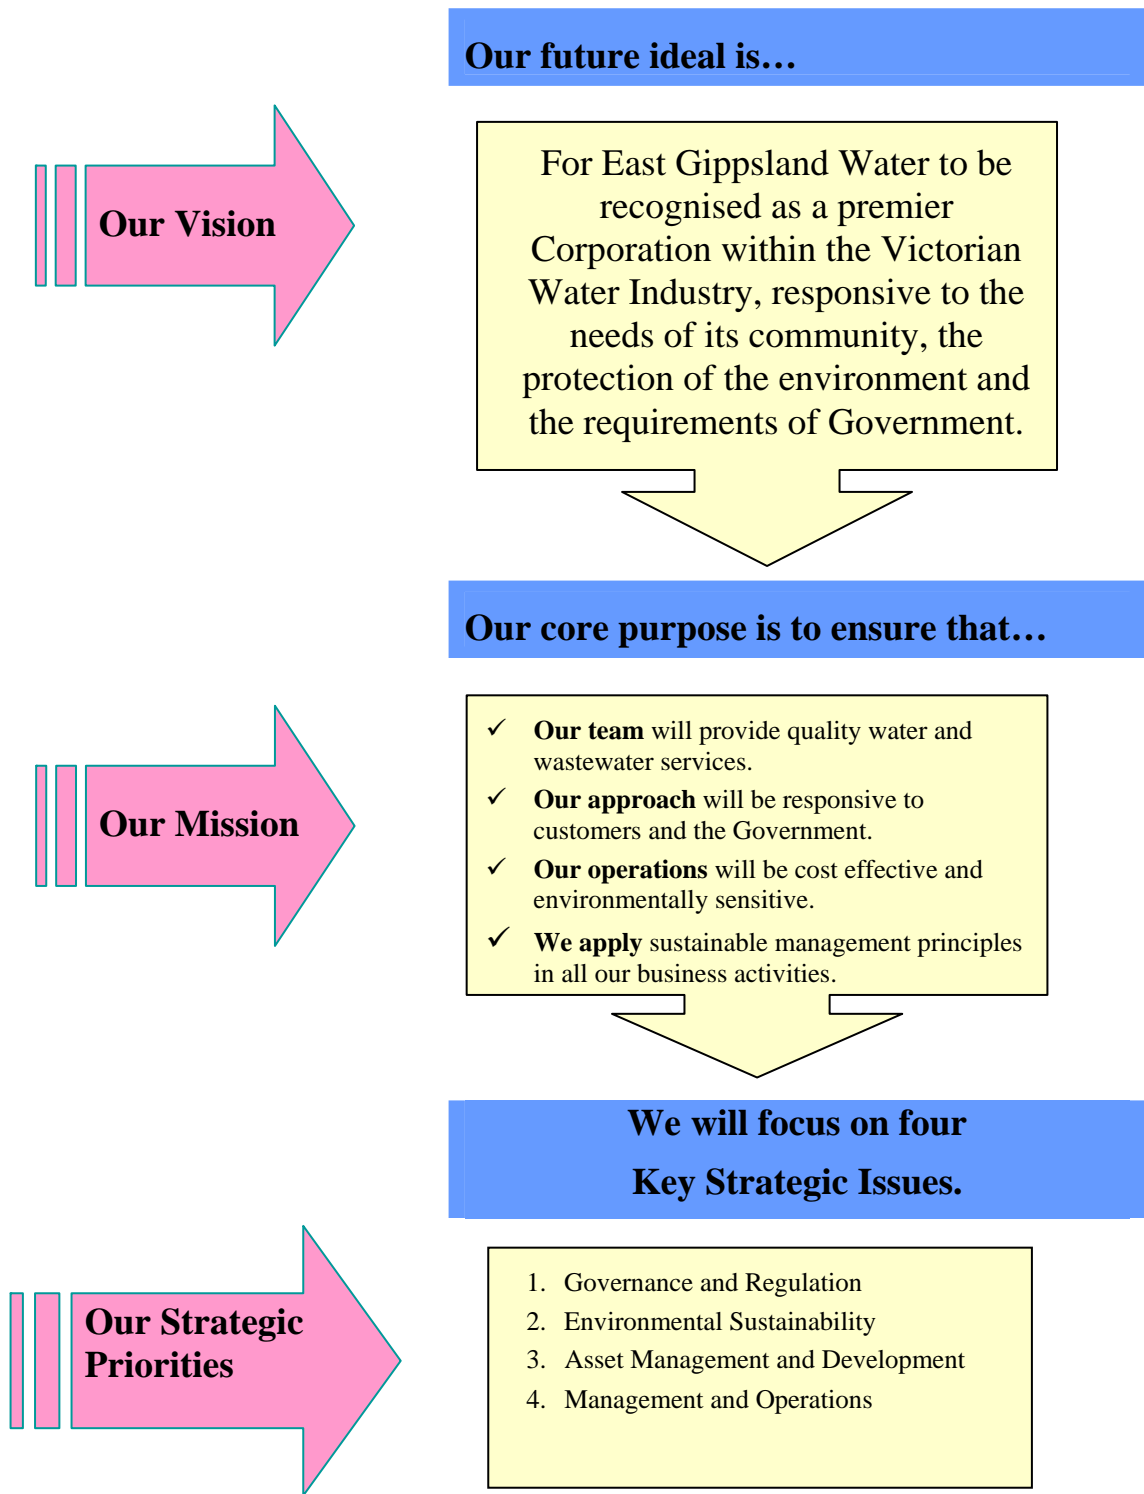 Our future ideal is…
Our Vision
For East Gippsland Water to be
recognised as a premier
Corporation within the Victorian
Water Industry, responsive to the
needs of its community, the
protection of the environment and
the requirements of Government.
Our core purpose is to ensure that…
Our Mission
✓ Our team will provide quality water and
wastewater services.
✓ Our approach will be responsive to
customers and the Government.
✓ Our operations will be cost effective and
environmentally sensitive.
✓ We apply sustainable management principles
in all our business activities.
We will focus on four
Key Strategic Issues.
Our Strategic
Priorities
1. Governance and Regulation
2. Environmental Sustainability
3. Asset Management and Development
4. Management and Operations